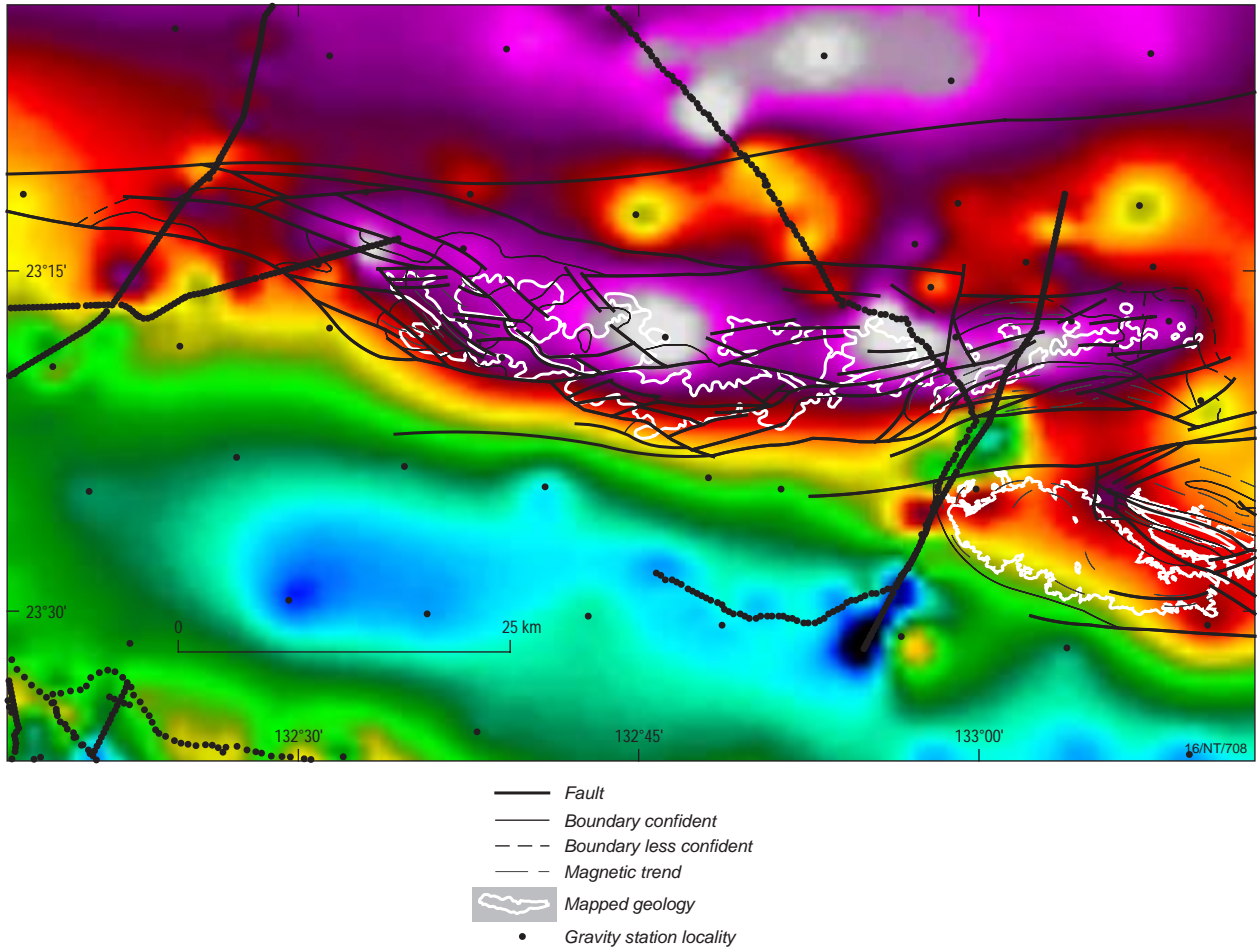 23°15'
23°30'
0
25 km
132°30'
132°45'
133°00'
16/NT/708
Fault
Boundary confident
Boundary less confident
Magnetic trend
Mapped geology
Gravity station locality